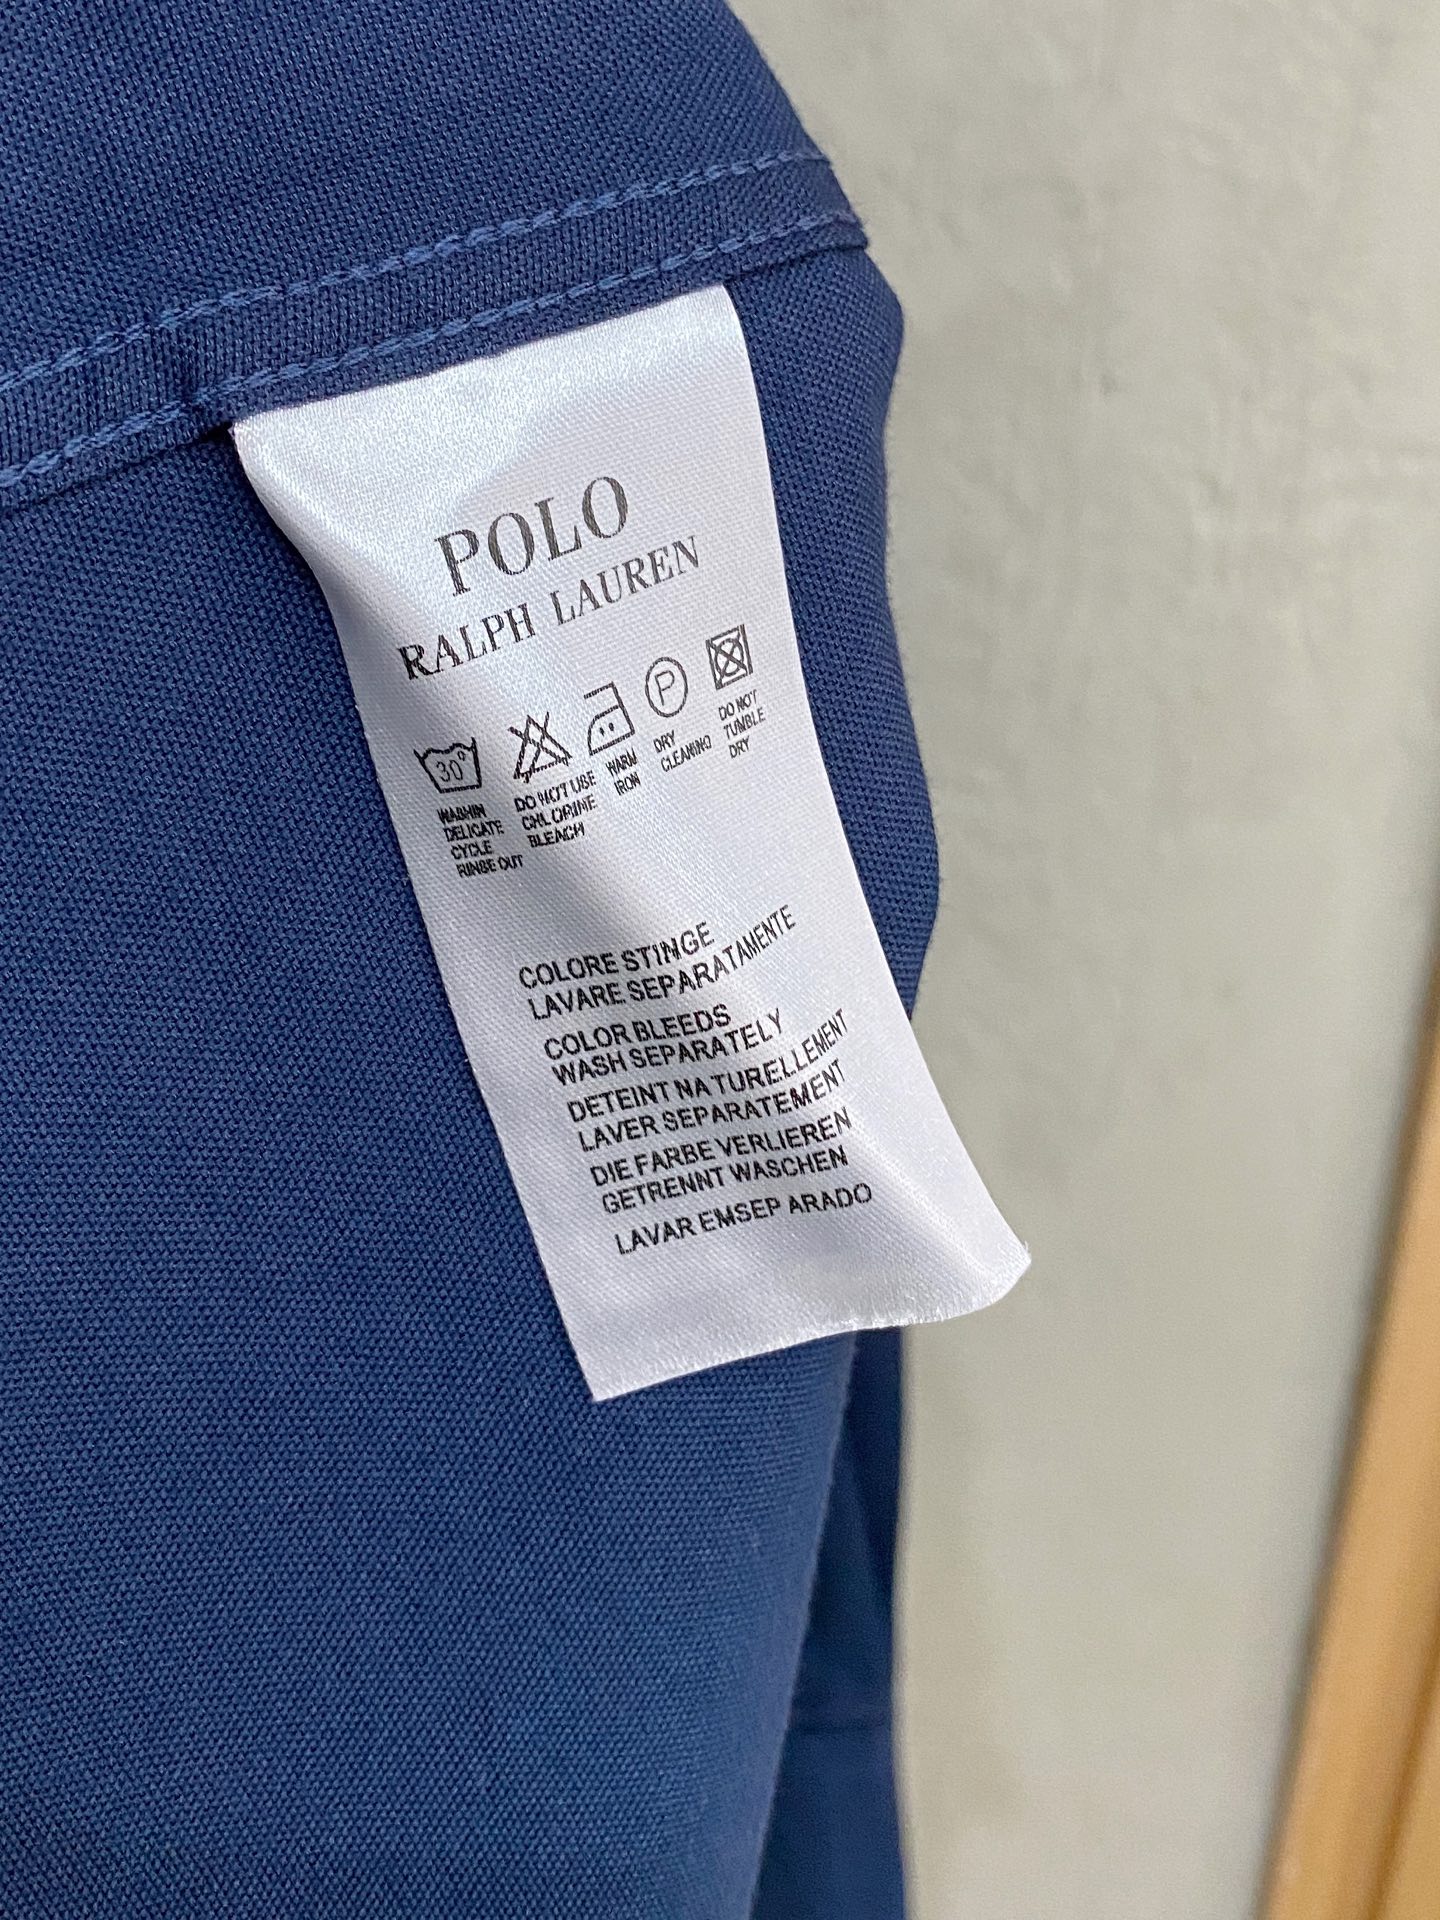 POLO
RALPH LAUREN
30°
P
WASHIN
DELICATE
CYCLE
RINSE OUT
DO NOT USE
CHLORINE
BLEACH
WARM
IRON
DRY
CLEANING
DO NOT
TUMBLE
DRY
COLORE STINGE
LAVARE SEPARATAMENTE
COLOR BLEEDS
WASH SEPARATELY
DETEINT NA TURELLEMENT
LAVER SEPARATEMENT
DIE FARBE VERLIEREN
GETRENNT WASCHEN
LAVAR EMSEP ARADO